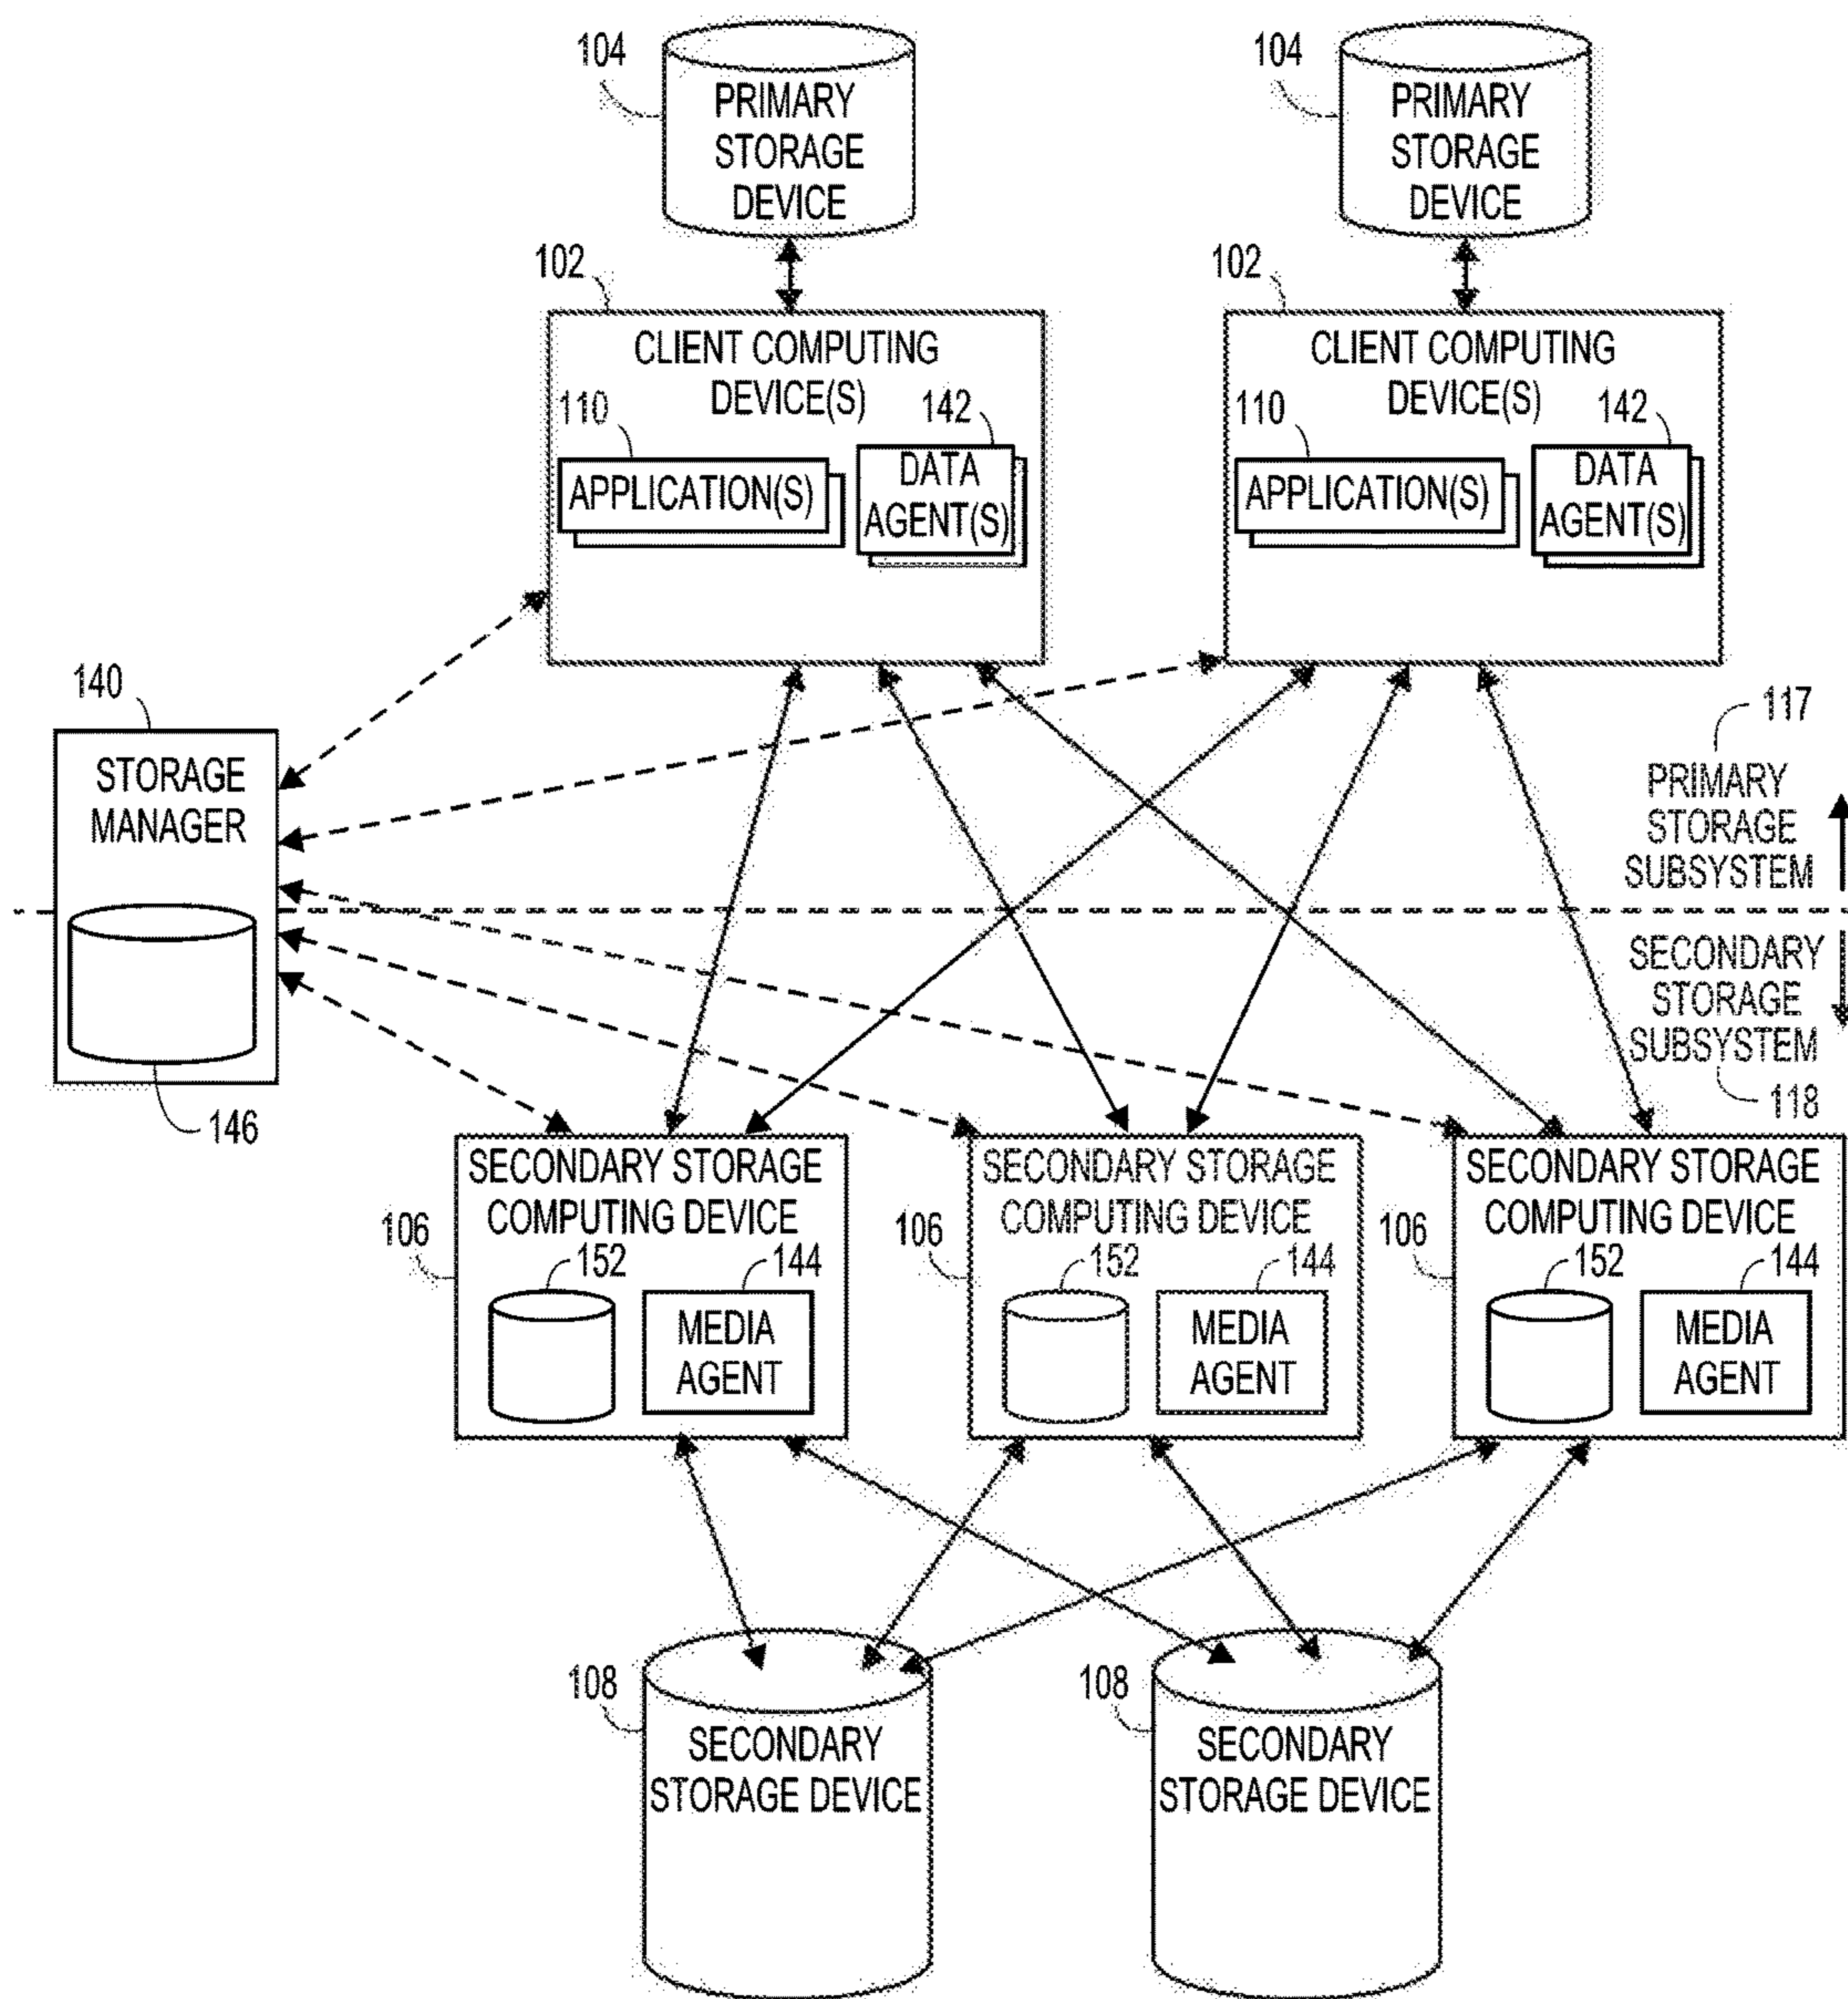 104
PRIMARY
STORAGE
DEVICE
104
PRIMARY
STORAGE
DEVICE
102
CLIENT COMPUTING
DEVICE(S)
110
142
APPLICATION(S)
DATA
AGENT(S)
102
CLIENT COMPUTING
DEVICE(S)
110
142
APPLICATION(S)
DATA
AGENT(S)
140
STORAGE
MANAGER
146
117
PRIMARY
STORAGE
SUBSYSTEM
SECONDARY
STORAGE
SUBSYSTEM
118
106
SECONDARY STORAGE
COMPUTING DEVICE
152
144
MEDIA
AGENT
106
SECONDARY STORAGE
COMPUTING DEVICE
152
144
MEDIA
AGENT
106
SECONDARY STORAGE
COMPUTING DEVICE
152
144
MEDIA
AGENT
108
SECONDARY
STORAGE DEVICE
108
SECONDARY
STORAGE DEVICE